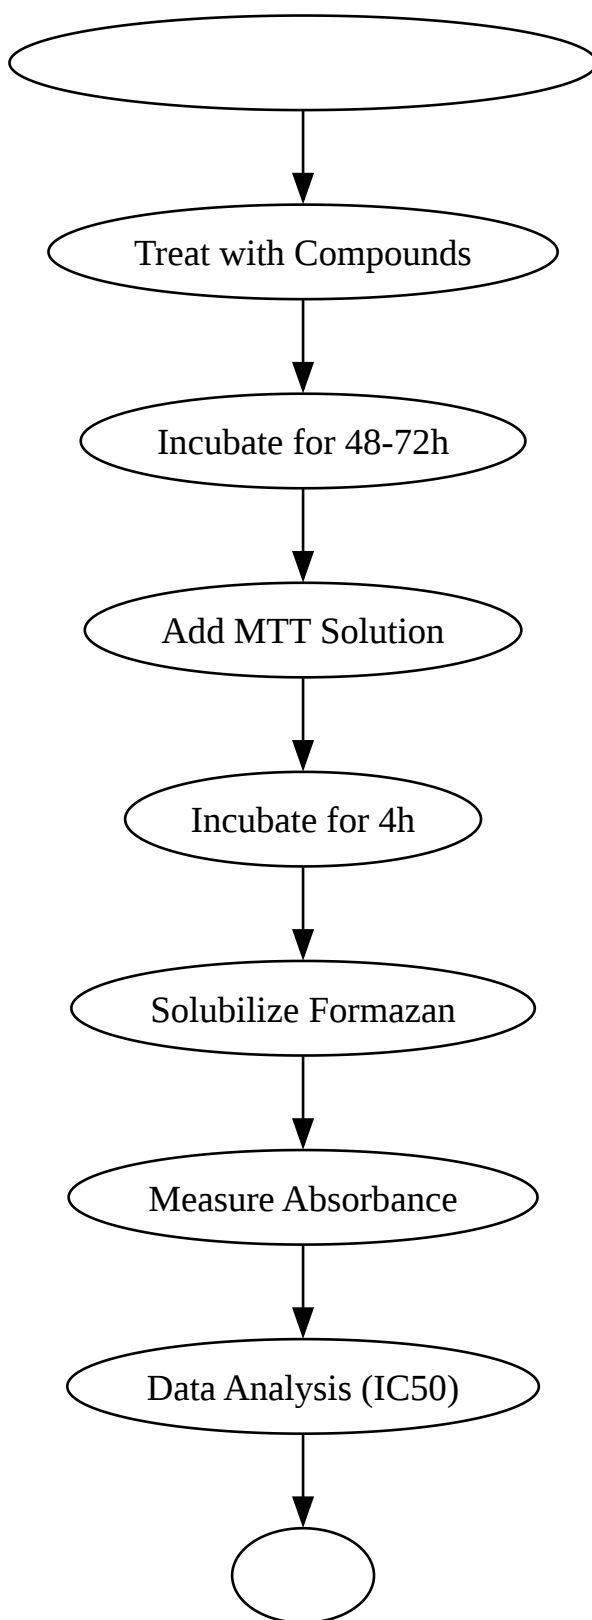 Treat with Compounds
Incubate for 48-72h
Add MTT Solution
Incubate for 4h
Solubilize Formazan
Measure Absorbance
Data Analysis (IC50)